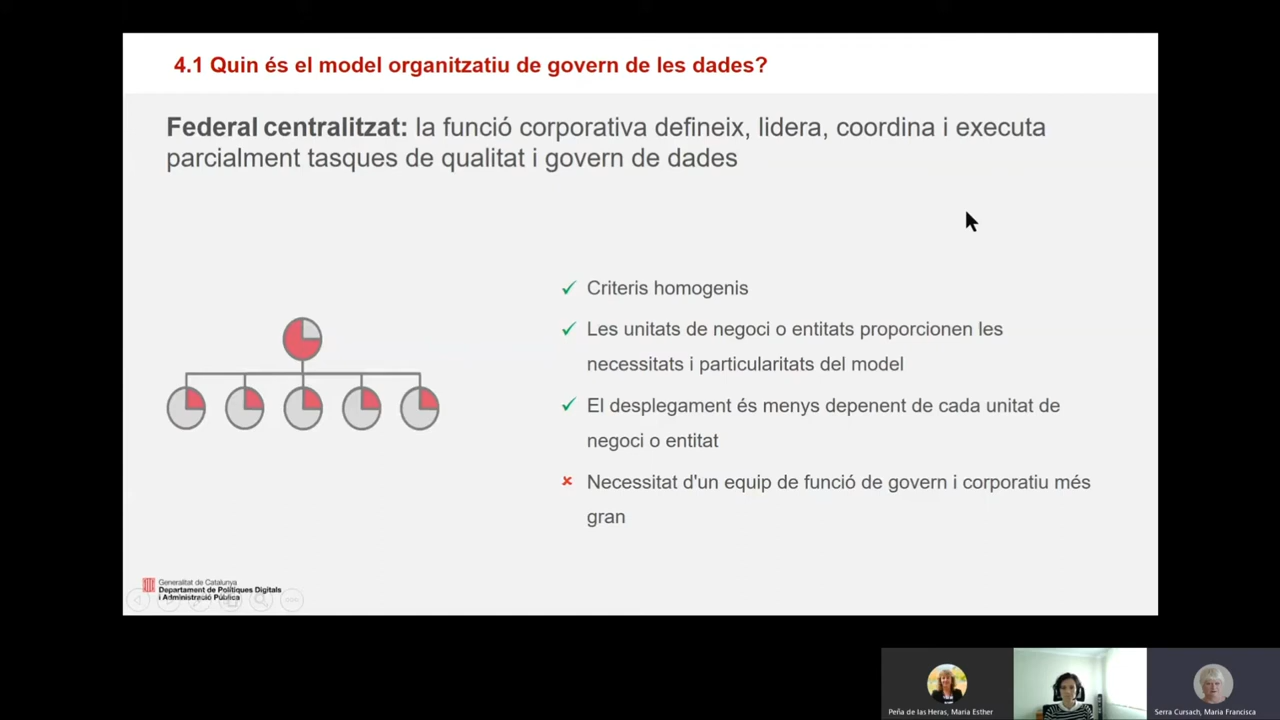 4.1 Quin és el model organitzatiu de govern de les dades?
Federal centralitzat: la funció corporativa defineix, lidera, coordina i executa
parcialment tasques de qualitat i govern de dades
Criteris homogenis
Les unitats de negoci o entitats proporcionen les
necessitats i particularitats del model
El desplegament és menys depenent de cada unitat de
negoci o entitat
Necessitat d'un equip de funció de govern i corporatiu més
gran
Generalitat de Catalunya
Departament de Polítiques Digitals
i Administració Pública
Peña de las Heras, Maria Esther
Serra Cursach, Maria Francisca